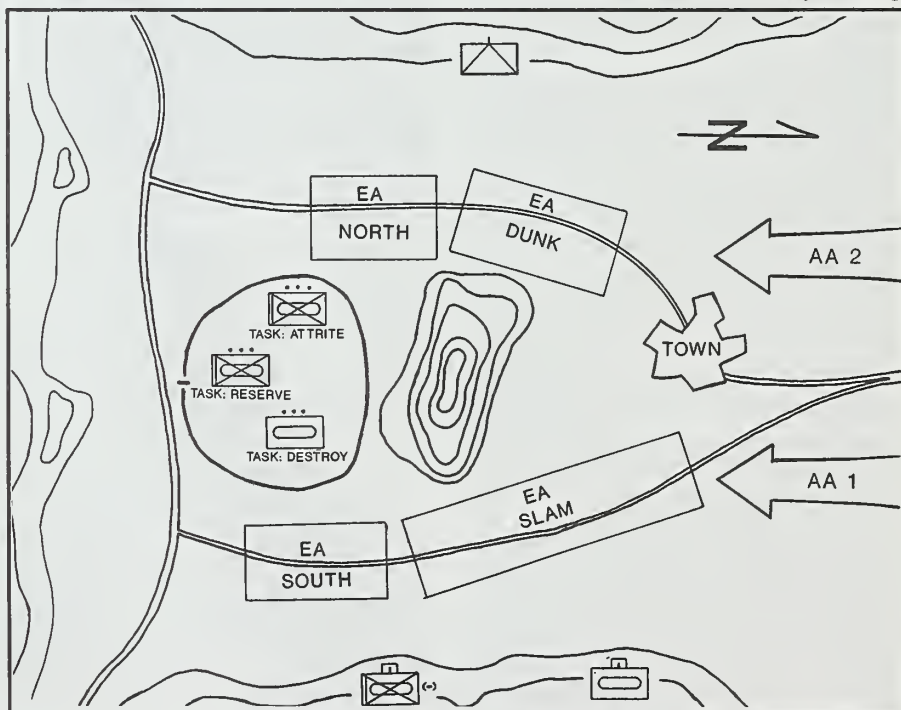 N
EA
NORTH
EA
DUNK
AA 2
TASK: ATTRITE
TOWN
TASK: RESERVE
TASK: DESTROY
AA 1
EA
SLAM
EA
SOUTH
(-)